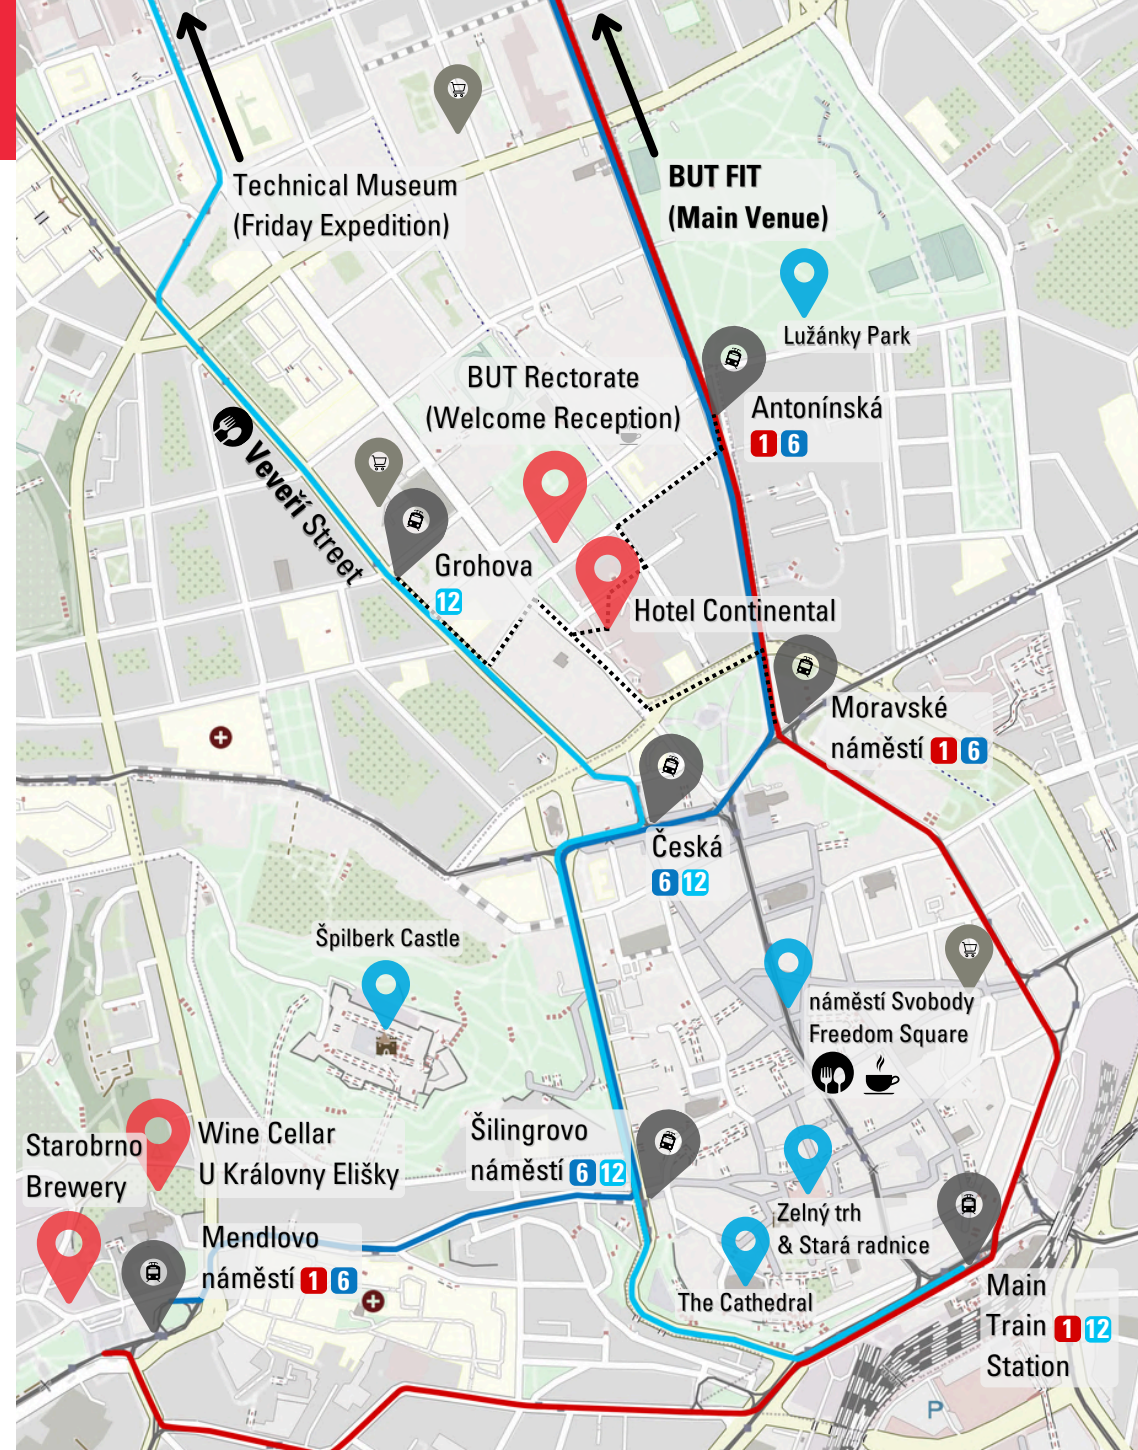 Technical Museum
(Friday Expedition)
BUT FIT
(Main Venue)
Lužánky Park
BUT Rectorate
(Welcome Reception)
Antonínská
1 6
Veveří Street
Grohova
12
Hotel Continental
Moravské
náměstí 1 6
Česká
6 12
Špilberk Castle
náměstí Svobody
Freedom Square
Šilingrovo
náměstí 6 12
Wine Cellar
U Královny Elišky
Starobrno
Brewery
Mendlovo
náměstí 1 6
Zelný trh
& Stará radnice
The Cathedral
Main
Train 1 12
Station
P